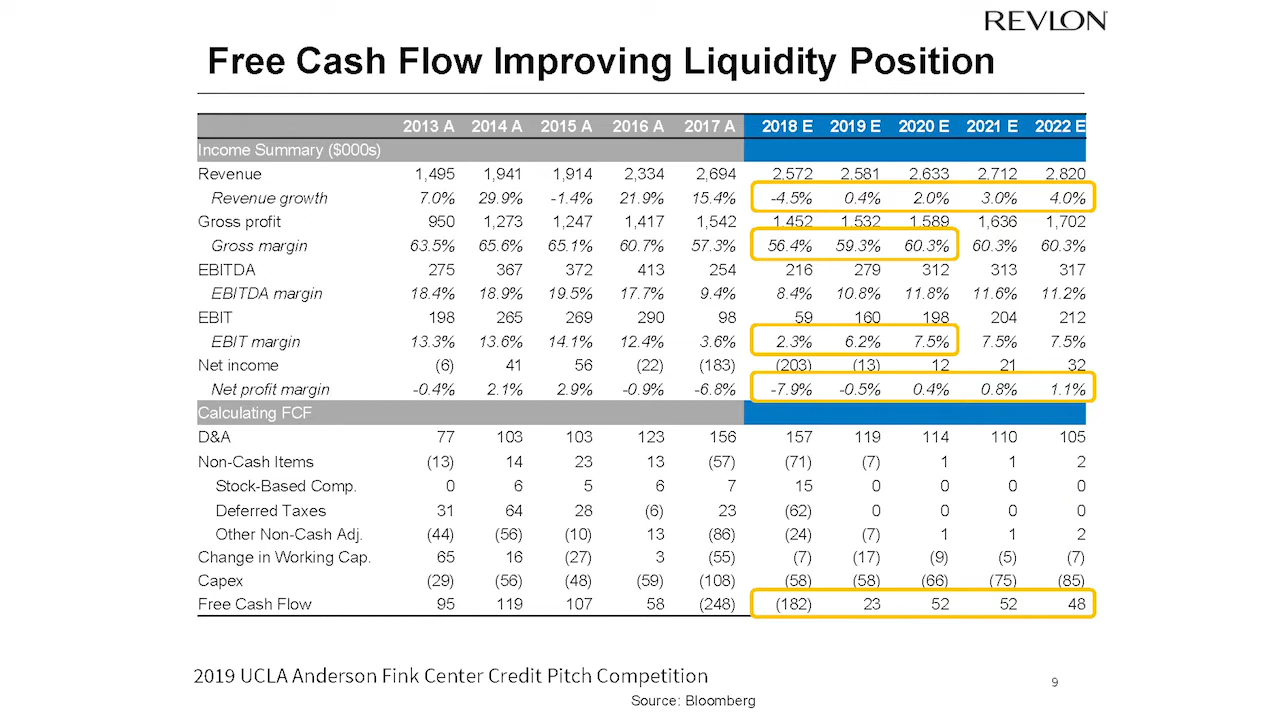 REVLON
Free Cash Flow Improving Liquidity Position
2013 A 2014 A 2015 A 2016 A 2017 A 2018 E 2019 E 2020 E 2021 E 2022 E
Income Summary ($000s)
Revenue 1,495 1,941 1,914 2,334 2,694 2,572 2,581 2,633 2,712 2,820
Revenue growth 7.0% 29.9% -1.4% 21.9% 15.4% -4.5% 0.4% 2.0% 3.0% 4.0%
Gross profit 950 1,273 1,247 1,417 1,542 1,452 1,532 1,589 1,636 1,702
Gross margin 63.5% 65.6% 65.1% 60.7% 57.3% 56.4% 59.3% 60.3% 60.3% 60.3%
EBITDA 275 367 372 413 254 216 279 312 313 317
EBITDA margin 18.4% 18.9% 19.5% 17.7% 9.4% 8.4% 10.8% 11.8% 11.6% 11.2%
EBIT 198 265 269 290 98 59 160 198 204 212
EBIT margin 13.3% 13.6% 14.1% 12.4% 3.6% 2.3% 6.2% 7.5% 7.5% 7.5%
Net income (6) 41 56 (22) (183) (203) (13) 12 21 32
Net profit margin -0.4% 2.1% 2.9% -0.9% -6.8% -7.9% -0.5% 0.4% 0.8% 1.1%
Calculating FCF
D&A 77 103 103 123 156 157 119 114 110 105
Non-Cash Items (13) 14 23 13 (57) (71) (7) 1 1 2
Stock-Based Comp. 0 6 5 6 7 15 0 0 0 0
Deferred Taxes 31 64 28 (6) 23 (62) 0 0 0 0
Other Non-Cash Adj. (44) (56) (10) 13 (86) (24) (7) 1 1 2
Change in Working Cap. 65 16 (27) 3 (55) (7) (17) (9) (5) (7)
Capex (29) (56) (48) (59) (108) (58) (58) (66) (75) (85)
Free Cash Flow 95 119 107 58 (248) (182) 23 52 52 48
2019 UCLA Anderson Fink Center Credit Pitch Competition
9
Source: Bloomberg